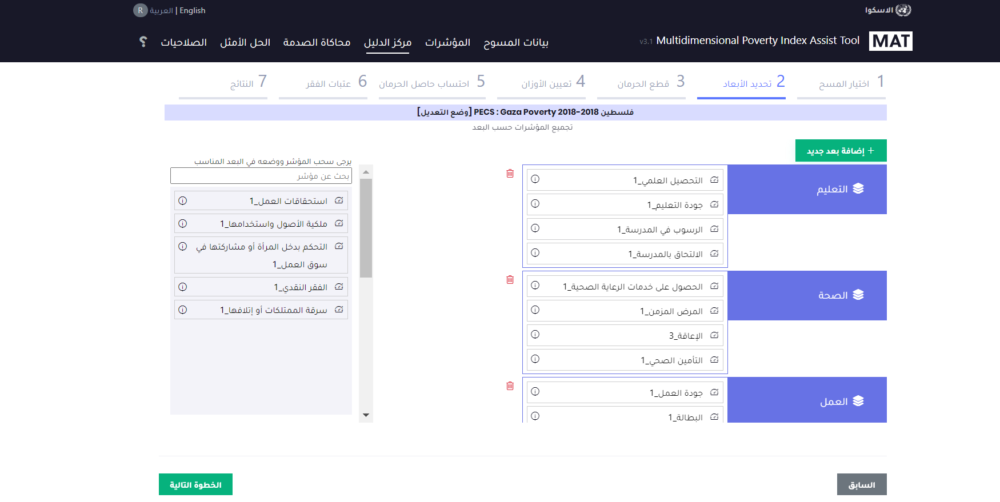 الاسكوا
R العربية | English
MAT Multidimensional Poverty Index Assist Tool v3.1
بيانات المسوح المؤشرات مركز الدليل محاكاة الصدمة الحل الأمثل الصلاحيات ؟
1 اختيار المسح
2 تحديد الأبعاد
3 قطع الحرمان
4 تعيين الأوزان
5 احتساب حاصل الحرمان
6 عتبات الفقر
7 النتائج
فلسطين PECS : Gaza Poverty 2018-2018 [وضع التعديل]
تجميع المؤشرات حسب البعد
+ إضافة بعد جديد
التعليم
التحصيل العلمي_1
جودة التعليم_1
الرسوب في المدرسة_1
الالتحاق بالمدرسة_1
الصحة
الحصول على خدمات الرعاية الصحية_1
المرض المزمن_1
الإعاقة_3
التأمين الصحي_1
العمل
جودة العمل_1
البطالة_1
يرجى سحب المؤشر ووضعه في البعد المناسب
بحث عن مؤشر
استحقاقات العمل_1
ملكية الأصول واستخدامها_1
التحكم بدخل المرأة أو مشاركتها في
سوق العمل_1
الفقر النقدي_1
سرقة الممتلكات أو إتلافها_1
السابق
الخطوة التالية